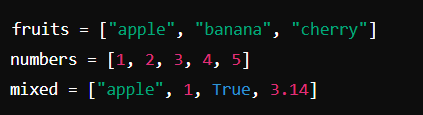 fruits = ["apple", "banana", "cherry"]
numbers = [1, 2, 3, 4, 5]
mixed = ["apple", 1, True, 3.14]